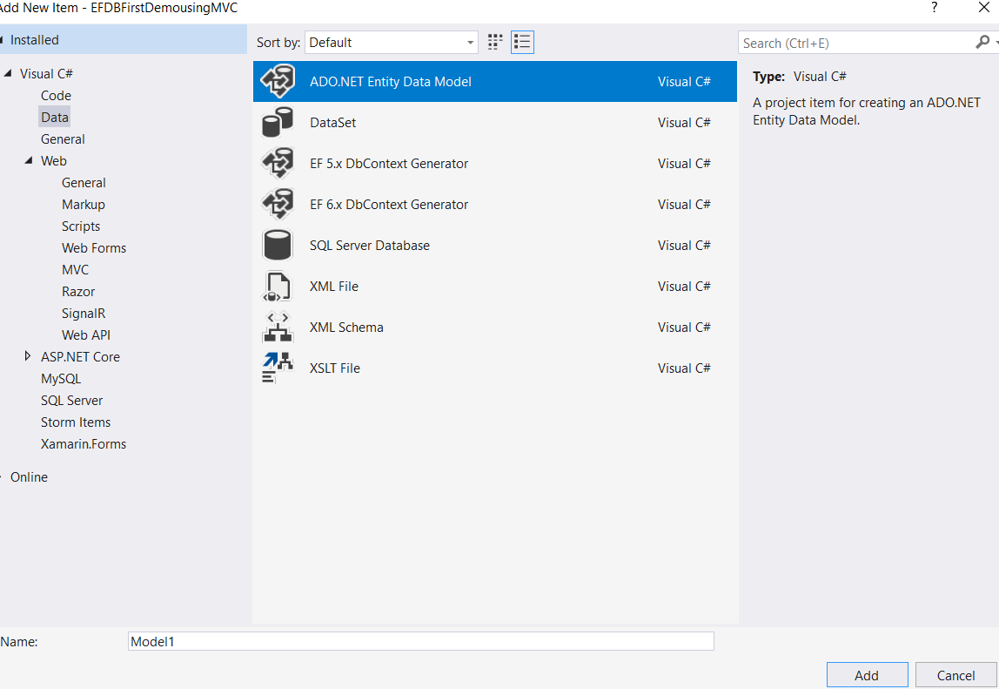 Add New Item - EFDBFirstDemousingMVC
?
Installed
Sort by: Default
Search (Ctrl+E)
Visual C#
Code
Data
General
Web
General
Markup
Scripts
Web Forms
MVC
Razor
SignalR
Web API
ASP.NET Core
MySQL
SQL Server
Storm Items
Xamarin.Forms
Online
ADO.NET Entity Data Model Visual C#
DataSet Visual C#
EF 5.x DbContext Generator Visual C#
EF 6.x DbContext Generator Visual C#
SQL Server Database Visual C#
XML File Visual C#
XML Schema Visual C#
XSLT File Visual C#
Type: Visual C#
A project item for creating an ADO.NET
Entity Data Model.
Name: Model1
Add Cancel